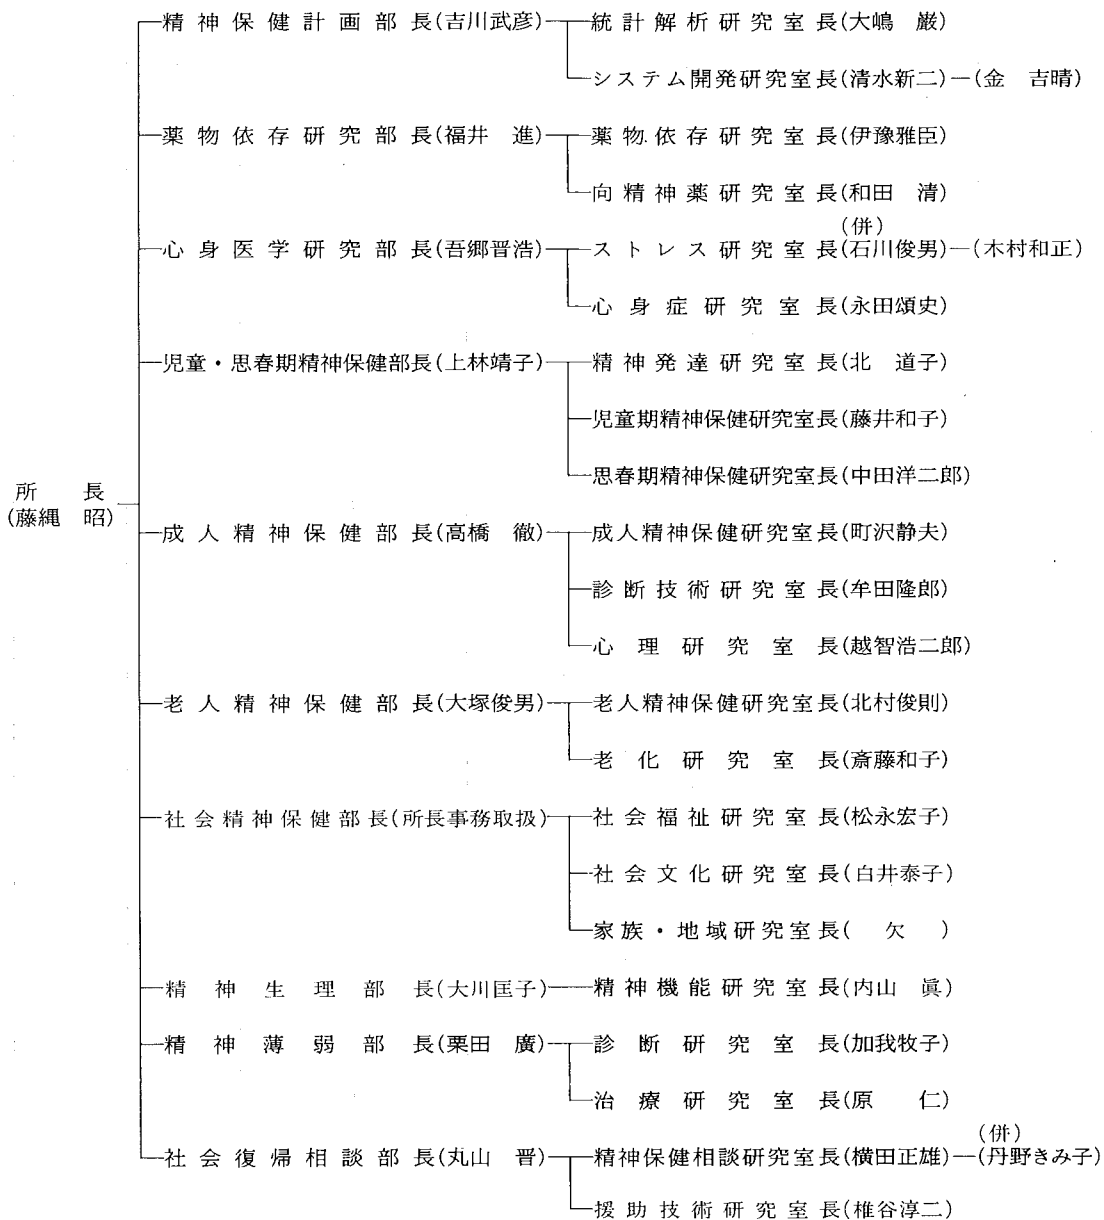 精神保健計画部長(吉川武彦) 統計解析研究室長(大嶋 巌)
システム開発研究室長(清水新二) (金 吉晴)
薬物依存研究部長(福井 進) 薬物依存研究室長(伊豫雅臣)
向精神薬研究室長(和田 清)
(併)
心身医学研究部長(吾郷晋浩) ストレス研究室長(石川俊男) (木村和正)
心身症研究室長(永田頌史)
児童・思春期精神保健部長(上林靖子) 精神発達研究室長(北 道子)
児童期精神保健研究室長(藤井和子)
思春期精神保健研究室長(中田洋二郎)
所長
(藤縄 昭)
成人精神保健部長(高橋 徹) 成人精神保健研究室長(町沢静夫)
診断技術研究室長(牟田隆郎)
心理研究室長(越智浩二郎)
老人精神保健部長(大塚俊男) 老人精神保健研究室長(北村俊則)
老化研究室長(斎藤和子)
社会精神保健部長(所長事務取扱) 社会福祉研究室長(松永宏子)
社会文化研究室長(白井泰子)
家族・地域研究室長( 欠 )
精神生理部長(大川匡子) 精神機能研究室長(内山 眞)
精神薄弱部長(栗田 廣) 診断研究室長(加我牧子)
治療研究室長(原 仁)
(併)
社会復帰相談部長(丸山 晋) 精神保健相談研究室長(横田正雄) (丹野きみ子)
援助技術研究室長(椎谷淳二)